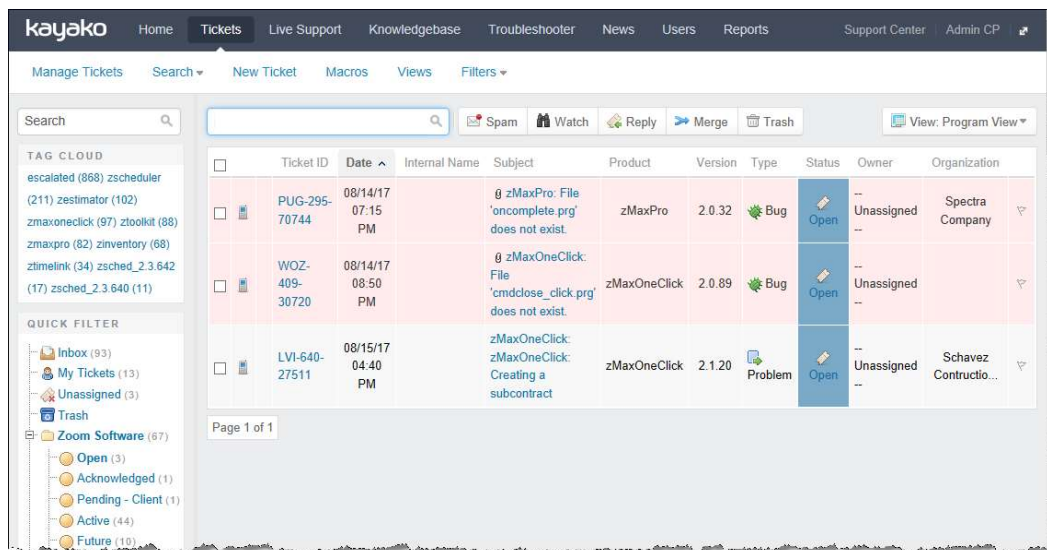 kayako Home Tickets Live Support Knowledgebase Troubleshooter News Users Reports Support Center Admin CP
Manage Tickets Search New Ticket Macros Views Filters
Search
Spam Watch Reply Merge Trash View: Program View
TAG CLOUD
escalated (868) zscheduler
(211) zestimator (102)
zmaxoneclick (97) ztoolkit (88)
zmaxpro (82) zinventory (68)
ztimelink (34) zsched_2.3.642
(17) zsched_2.3.640 (11)
QUICK FILTER
Inbox (93)
My Tickets (13)
Unassigned (3)
Trash
Zoom Software (67)
Open (3)
Acknowledged (1)
Pending - Client (1)
Active (44)
Future (10)
Ticket ID Date Internal Name Subject Product Version Type Status Owner Organization
PUG-295-
70744
08/14/17
07:15
PM
zMaxPro: File
'oncomplete.prg'
does not exist.
zMaxPro
2.0.32
Bug
Open
--
Unassigned
--
Spectra
Company
WOZ-
409-
30720
08/14/17
08:50
PM
zMaxOneClick:
File
'cmdclose_click.prg'
does not exist.
zMaxOneClick
2.0.89
Bug
Open
--
Unassigned
--
LVI-640-
27511
08/15/17
04:40
PM
zMaxOneClick:
zMaxOneClick:
Creating a
subcontract
zMaxOneClick
2.1.20
Problem
Open
--
Unassigned
--
Schavez
Contructio...
Page 1 of 1